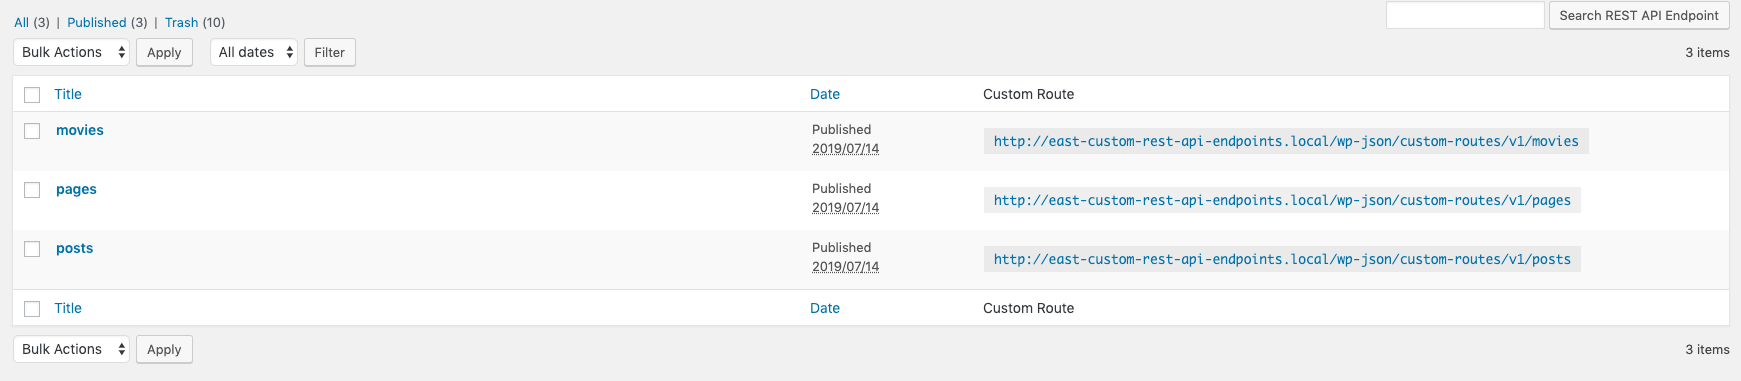 All (3) | Published (3) | Trash (10)
Search REST API Endpoint
Bulk Actions Apply All dates Filter 3 items
Title Date Custom Route
movies Published 2019/07/14 http://east-custom-rest-api-endpoints.local/wp-json/custom-routes/v1/movies
pages Published 2019/07/14 http://east-custom-rest-api-endpoints.local/wp-json/custom-routes/v1/pages
posts Published 2019/07/14 http://east-custom-rest-api-endpoints.local/wp-json/custom-routes/v1/posts
Title Date Custom Route
Bulk Actions Apply 3 items